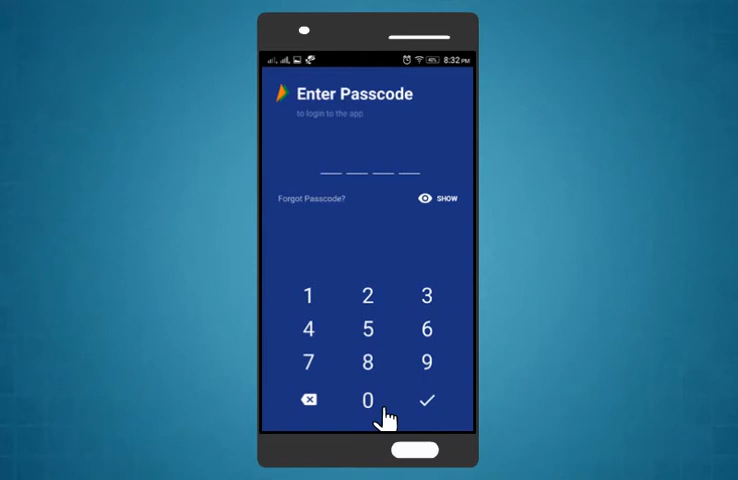 8:32 PM
Enter Passcode
to login to the app
Forgot Passcode?
SHOW
1 2 3
4 5 6
7 8 9
0